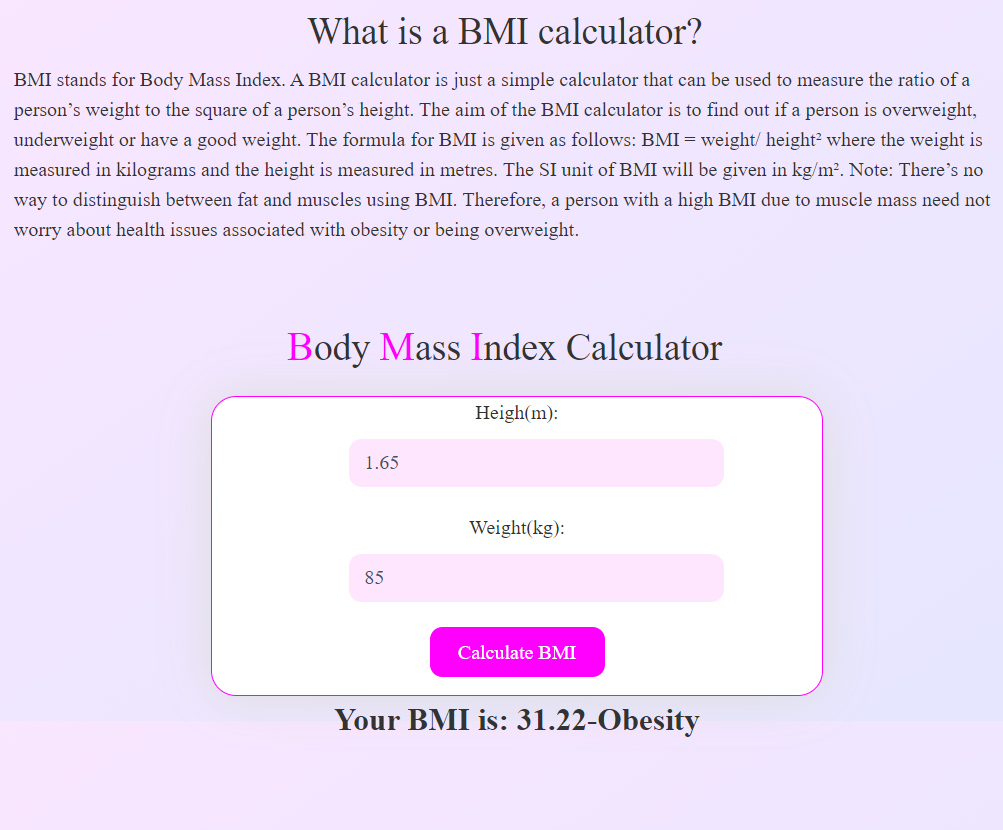 What is a BMI calculator?
BMI stands for Body Mass Index. A BMI calculator is just a simple calculator that can be used to measure the ratio of a
person’s weight to the square of a person’s height. The aim of the BMI calculator is to find out if a person is overweight,
underweight or have a good weight. The formula for BMI is given as follows: BMI = weight/ height² where the weight is
measured in kilograms and the height is measured in metres. The SI unit of BMI will be given in kg/m². Note: There’s no
way to distinguish between fat and muscles using BMI. Therefore, a person with a high BMI due to muscle mass need not
worry about health issues associated with obesity or being overweight.
Body Mass Index Calculator
Heigh(m):
1.65
Weight(kg):
85
Calculate BMI
Your BMI is: 31.22-Obesity